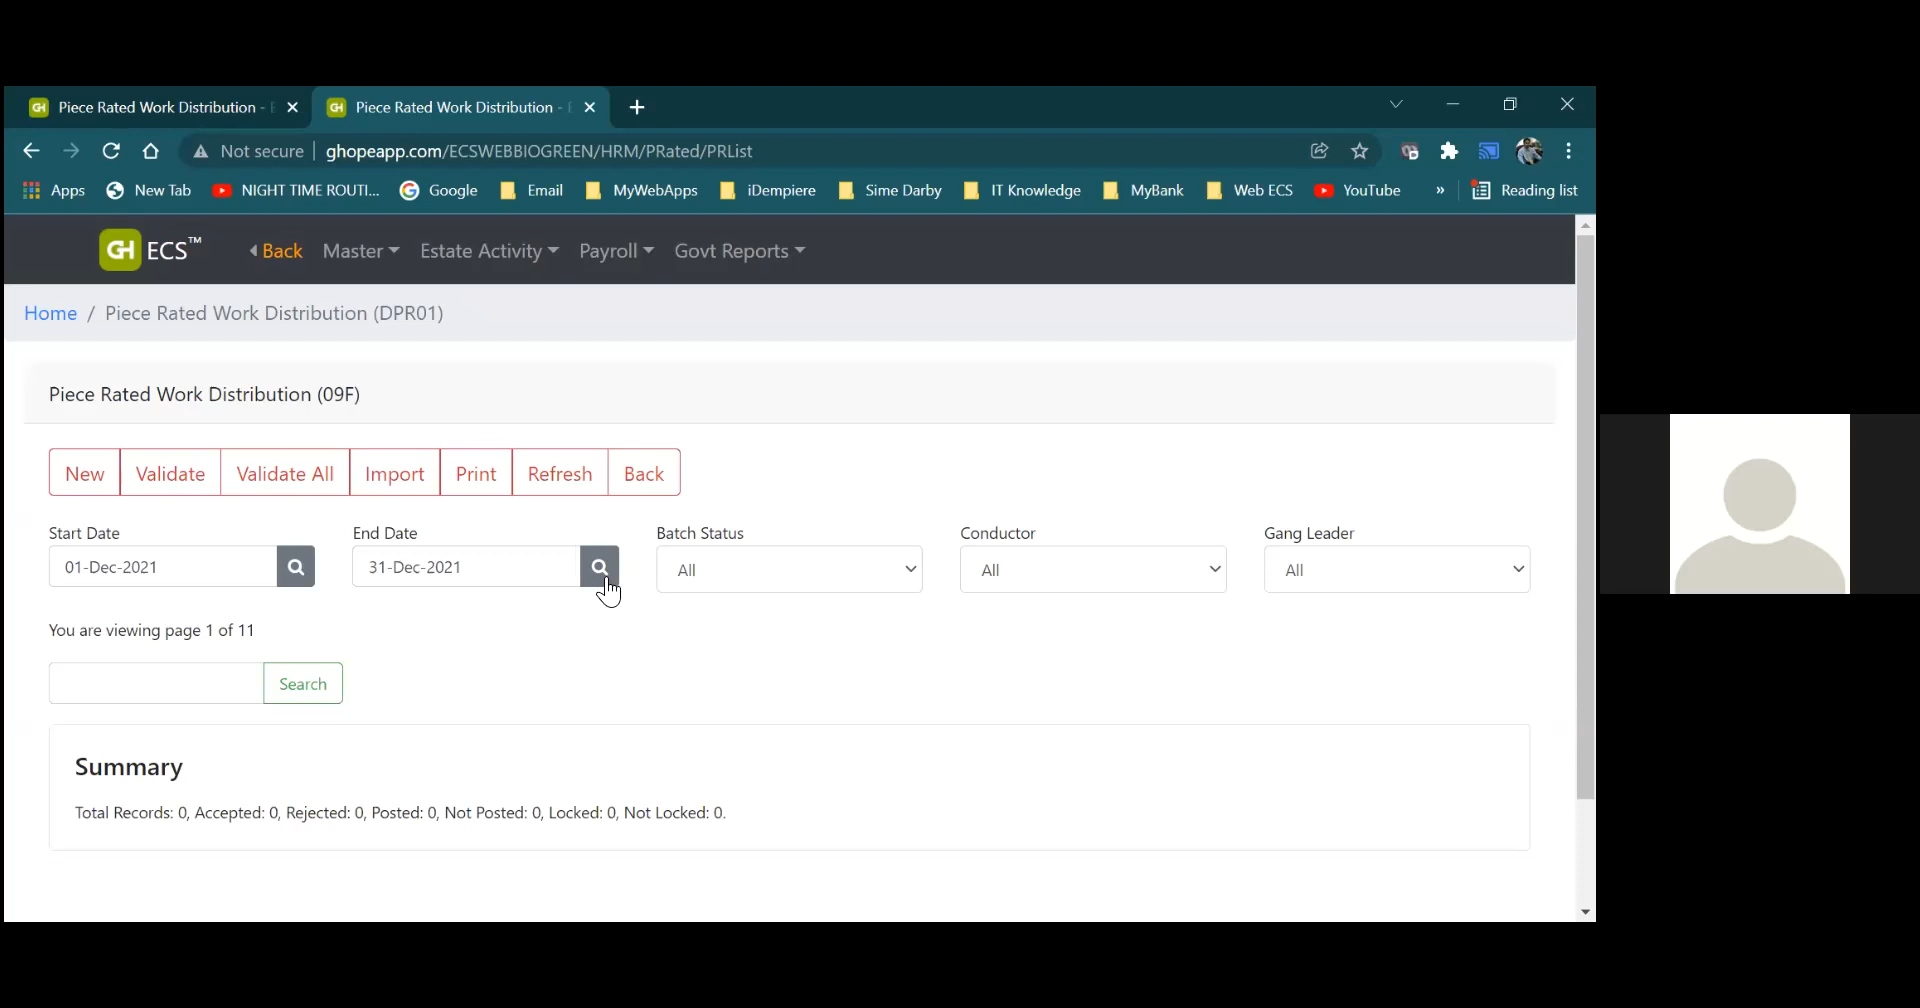 GH Piece Rated Work Distribution - GH Piece Rated Work Distribution -
Not secure ghopeapp.com/ECSWEBBIOGREEN/HRM/PRated/PRList
Apps New Tab NIGHT TIME ROUTI... Google Email MyWebApps iDempiere Sime Darby IT Knowledge MyBank Web ECS YouTube » Reading list
GH ECS™ Back Master Estate Activity Payroll Govt Reports
Home / Piece Rated Work Distribution (DPR01)
Piece Rated Work Distribution (09F)
New Validate Validate All Import Print Refresh Back
Start Date End Date Batch Status Conductor Gang Leader
01-Dec-2021 31-Dec-2021 All All All
You are viewing page 1 of 11
Search
Summary
Total Records: 0, Accepted: 0, Rejected: 0, Posted: 0, Not Posted: 0, Locked: 0, Not Locked: 0.